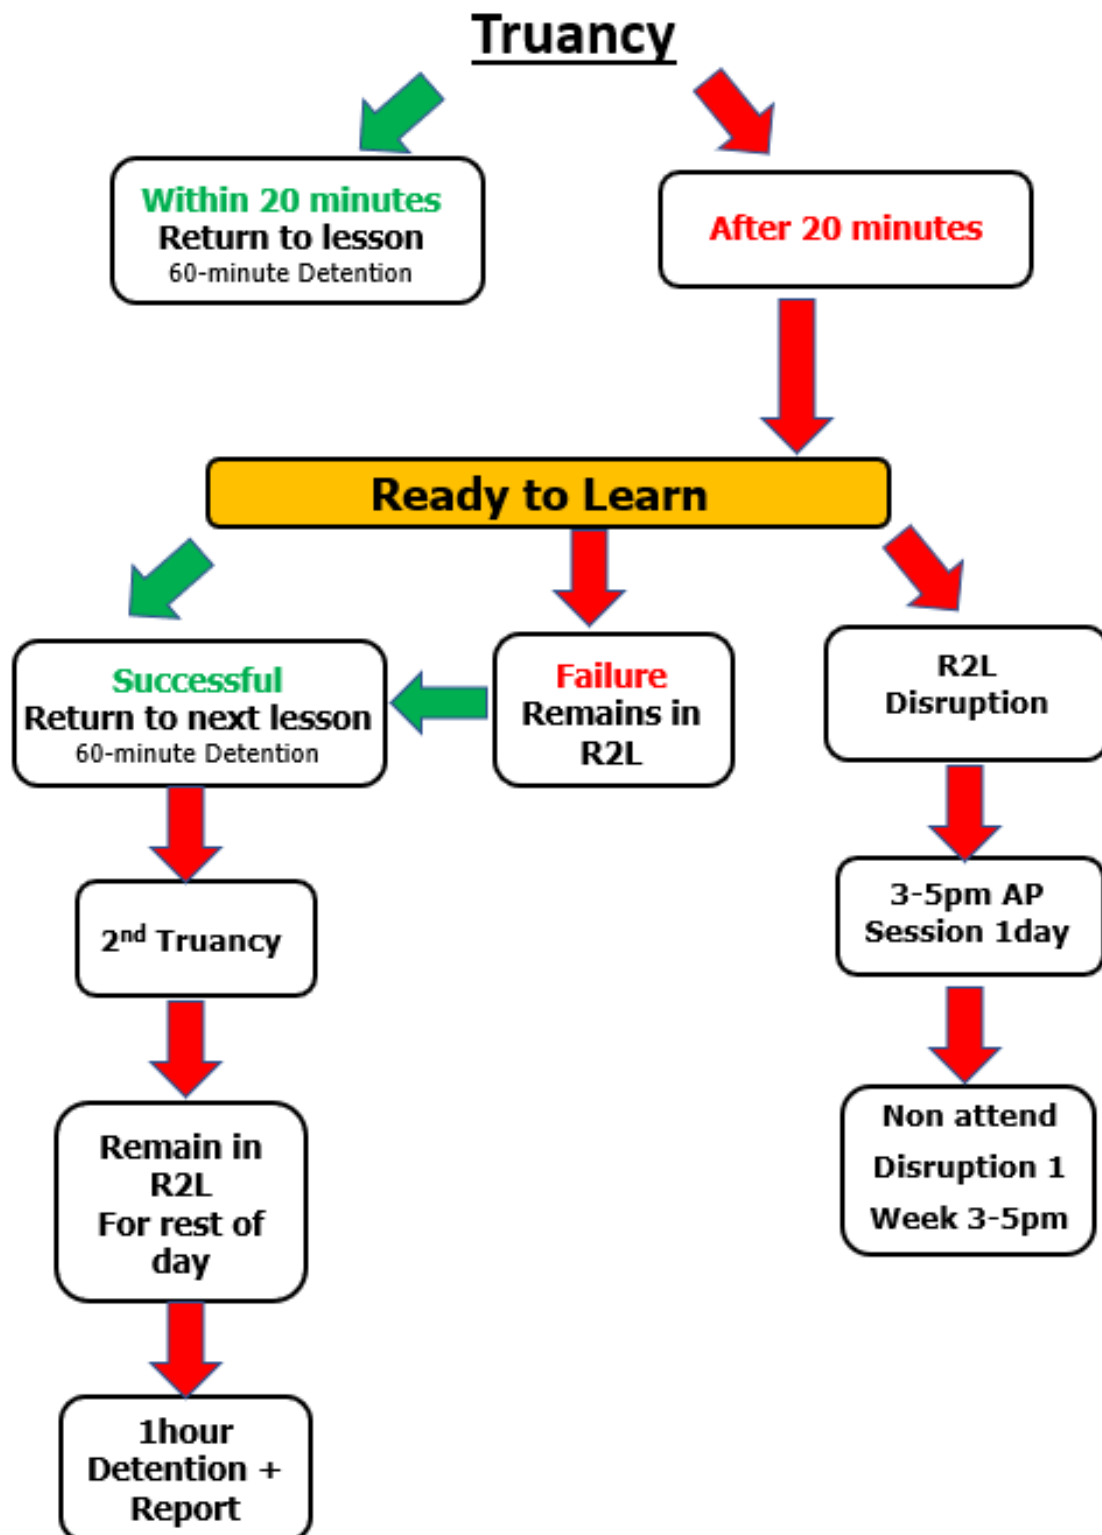 Truancy
Within 20 minutes
Return to lesson
60-minute Detention
After 20 minutes
Ready to Learn
Successful
Return to next lesson
60-minute Detention
Failure
Remains in
R2L
R2L
Disruption
2nd Truancy
3-5pm AP
Session 1day
Remain in
R2L
For rest of
day
Non attend
Disruption 1
Week 3-5pm
1hour
Detention +
Report